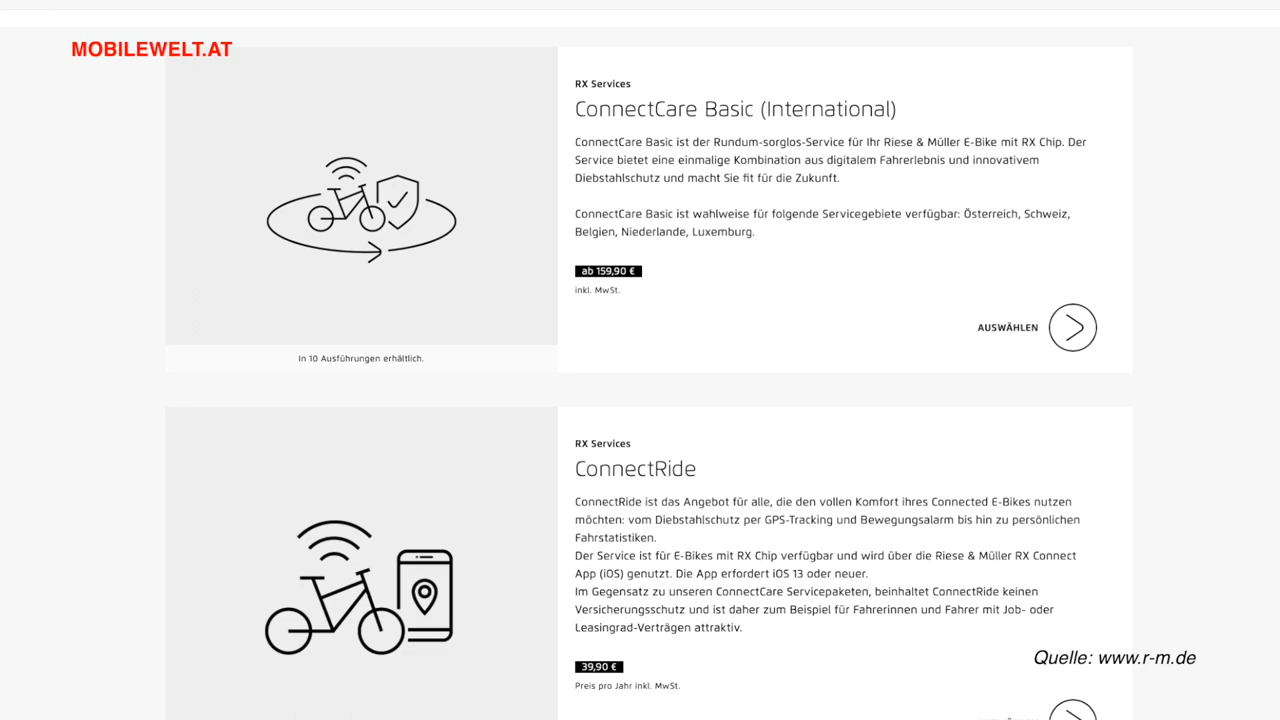 MOBILEWELT.AT
RX Services
ConnectCare Basic (International)
ConnectCare Basic ist der Rundum-sorglos-Service für Ihr Riese & Müller E-Bike mit RX Chip. Der
Service bietet eine einmalige Kombination aus digitalem Fahrerlebnis und innovativem
Diebstahlschutz und macht Sie fit für die Zukunft.
ConnectCare Basic ist wahlweise für folgende Servicegebiete verfügbar: Österreich, Schweiz,
Belgien, Niederlande, Luxemburg.
ab 159,90 €
inkl. MwSt.
AUSWÄHLEN
In 10 Ausführungen erhältlich.
RX Services
ConnectRide
ConnectRide ist das Angebot für alle, die den vollen Komfort ihres Connected E-Bikes nutzen
möchten: vom Diebstahlschutz per GPS-Tracking und Bewegungsalarm bis hin zu persönlichen
Fahrstatistiken.
Der Service ist für E-Bikes mit RX Chip verfügbar und wird über die Riese & Müller RX Connect
App (iOS) genutzt. Die App erfordert iOS 13 oder neuer.
Im Gegensatz zu unseren ConnectCare Servicepaketen, beinhaltet ConnectRide keinen
Versicherungsschutz und ist daher zum Beispiel für Fahrerinnen und Fahrer mit Job- oder
Leasingrad-Verträgen attraktiv.
39,90 €
Preis pro Jahr inkl. MwSt.
Quelle: www.r-m.de